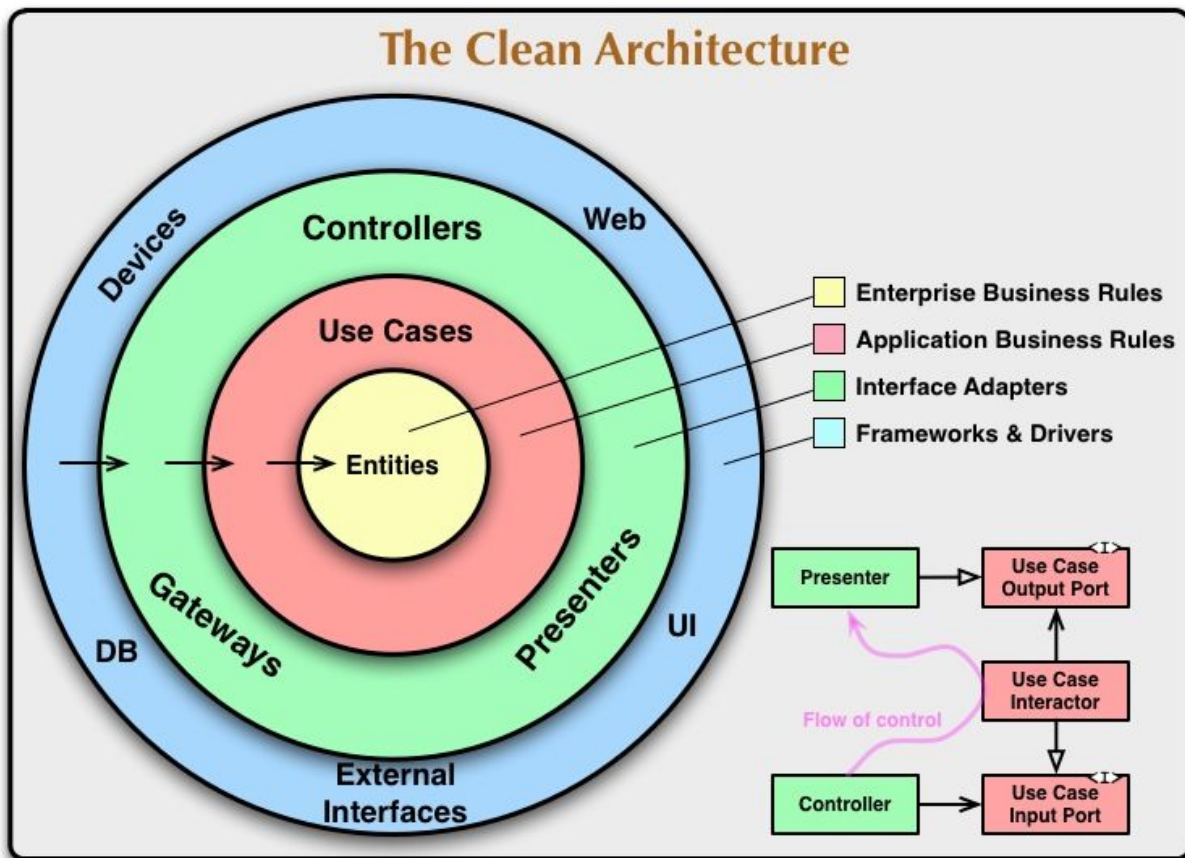 The Clean Architecture
Devices
Web
Controllers
Use Cases
Entities
Gateways
Presenters
DB
UI
External
Interfaces
Enterprise Business Rules
Application Business Rules
Interface Adapters
Frameworks & Drivers
Presenter
<I>
Use Case
Output Port
Use Case
Interactor
Flow of control
Controller
<I>
Use Case
Input Port